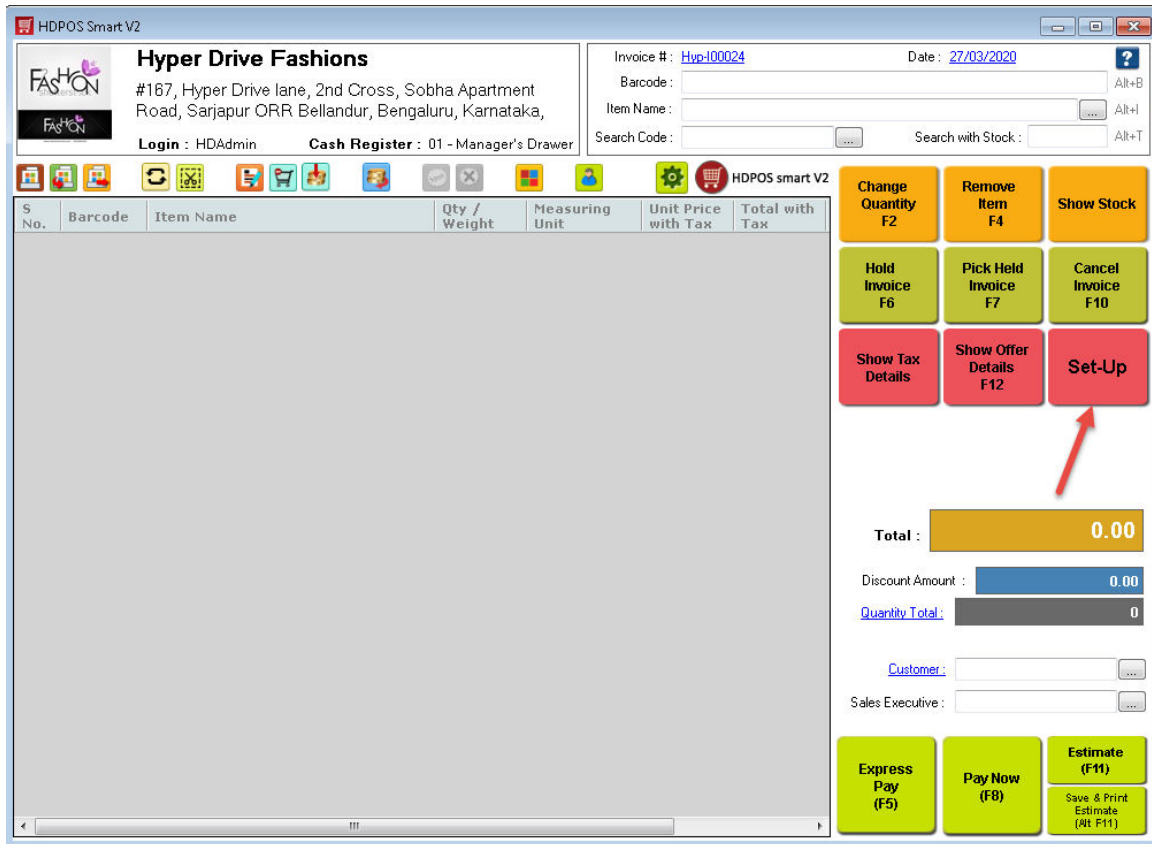 HDPOS Smart V2
FASHION
FASHION
Hyper Drive Fashions
#167, Hyper Drive lane, 2nd Cross, Sobha Apartment
Road, Sarjapur ORR Bellandur, Bengaluru, Karnataka,
Login : HDAdmin Cash Register : 01 - Manager's Drawer
Invoice # : Hyp-I00024 Date : 27/03/2020 ?
Barcode : Alt+B
Item Name : ... Alt+I
Search Code : ... Search with Stock : Alt+T
HDPOS smart V2
S No. Barcode Item Name Qty / Weight Measuring Unit Unit Price with Tax Total with Tax
Change
Quantity
F2
Remove
Item
F4
Show Stock
Hold
Invoice
F6
Pick Held
Invoice
F7
Cancel
Invoice
F10
Show Tax
Details
Show Offer
Details
F12
Set-Up
Total : 0.00
Discount Amount : 0.00
Quantity Total : 0
Customer : ...
Sales Executive : ...
Express
Pay
(F5)
Pay Now
(F8)
Estimate
(F11)
Save & Print
Estimate
(Alt F11)